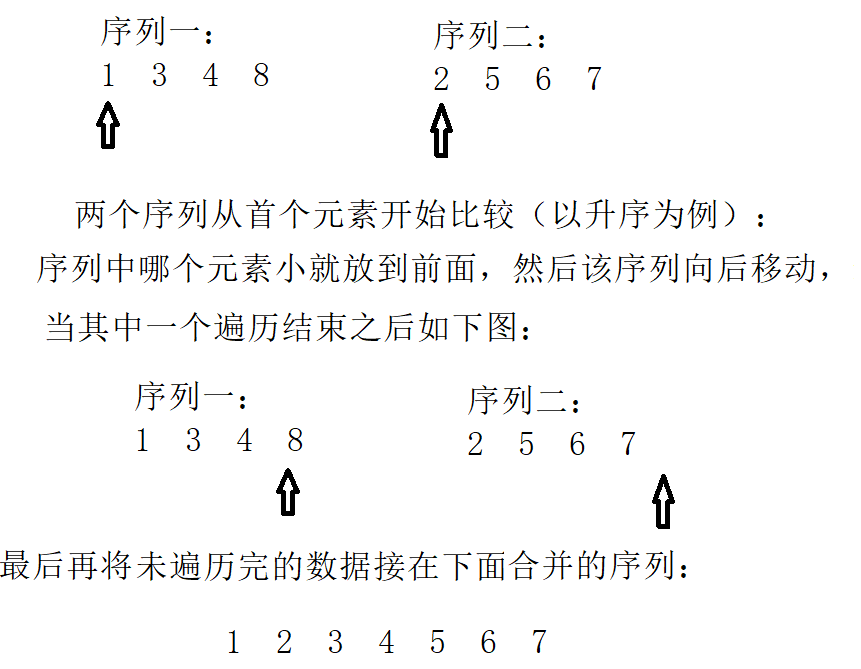 序列一： 序列二：
1 3 4 8 2 5 6 7
两个序列从首个元素开始比较（以升序为例）：
序列中哪个元素小就放到前面，然后该序列向后移动，
当其中一个遍历结束之后如下图：
序列一： 序列二：
1 3 4 8 2 5 6 7
最后再将未遍历完的数据接在下面合并的序列：
1 2 3 4 5 6 7